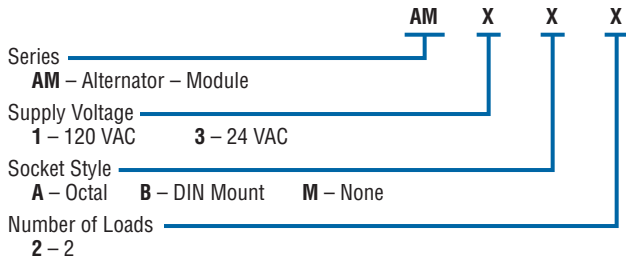 AM X X X
Series
AM – Alternator – Module
Supply Voltage
1 – 120 VAC 3 – 24 VAC
Socket Style
A – Octal B – DIN Mount M – None
Number of Loads
2 – 2